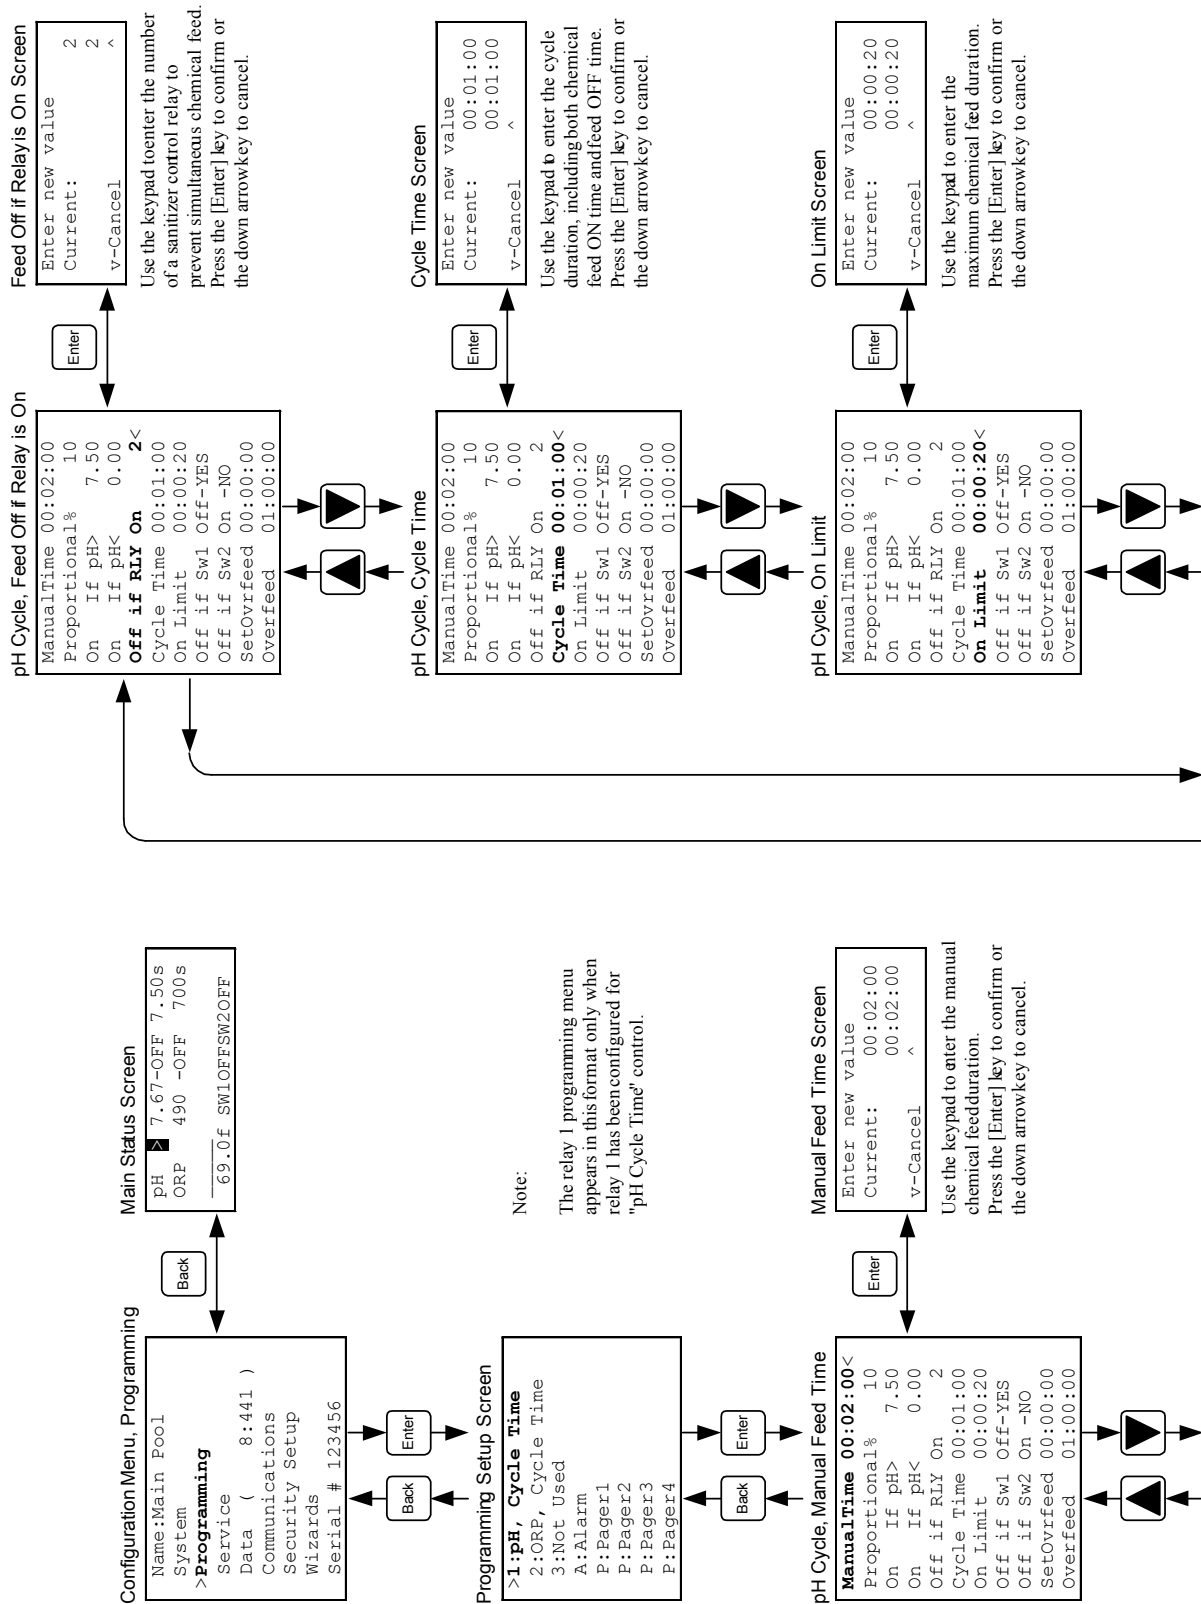 Configuration Menu, Programming
Name:Main Pool
System
>Programming
Service
Data ( 8:441 )
Communications
Security Setup
Wizards
Serial # 123456
Back
Main Status Screen
pH > 7.67-OFF 7.50s
ORP 490 -OFF 700s
69.0f SW1OFFSW2OFF
Back
Enter
Programming Setup Screen
>1:pH, Cycle Time
2:ORP, Cycle Time
3:Not Used
A:Alarm
P:Pager1
P:Pager2
P:Pager3
P:Pager4
Note:
The relay 1 programming menu
appears in this format only when
relay 1 has been configured for
"pH Cycle Time" control.
Back
Enter
pH Cycle, Manual Feed Time
ManualTime 00:02:00<
Proportional% 10
On If pH> 7.50
On If pH< 0.00
Off if RLY On 2
Cycle Time 00:01:00
On Limit 00:00:20
Off if Sw1 Off-YES
Off if Sw2 On -NO
SetOvrfeed 00:00:00
Overfeed 01:00:00
Enter
Manual Feed Time Screen
Enter new value
Current: 00:02:00
00:02:00
v-Cancel ^
Use the keypad to enter the manual
chemical feed duration.
Press the [Enter] key to confirm or
the down arrow key to cancel.
pH Cycle, Feed Off if Relay is On
ManualTime 00:02:00
Proportional% 10
On If pH> 7.50
On If pH< 0.00
Off if RLY On 2<
Cycle Time 00:01:00
On Limit 00:00:20
Off if Sw1 Off-YES
Off if Sw2 On -NO
SetOvrfeed 00:00:00
Overfeed 01:00:00
Enter
Feed Off if Relay is On Screen
Enter new value
Current: 2
2
v-Cancel ^
Use the keypad to enter the number
of a sanitizer control relay to
prevent simultaneous chemical feed.
Press the [Enter] key to confirm or
the down arrow key to cancel.
pH Cycle, Cycle Time
ManualTime 00:02:00
Proportional% 10
On If pH> 7.50
On If pH< 0.00
Off if RLY On 2
Cycle Time 00:01:00<
On Limit 00:00:20
Off if Sw1 Off-YES
Off if Sw2 On -NO
SetOvrfeed 00:00:00
Overfeed 01:00:00
Enter
Cycle Time Screen
Enter new value
Current: 00:01:00
00:01:00
v-Cancel ^
Use the keypad to enter the cycle
duration, including both chemical
feed ON time and feed OFF time.
Press the [Enter] key to confirm or
the down arrow key to cancel.
pH Cycle, On Limit
ManualTime 00:02:00
Proportional% 10
On If pH> 7.50
On If pH< 0.00
Off if RLY On 2
Cycle Time 00:01:00
On Limit 00:00:20<
Off if Sw1 Off-YES
Off if Sw2 On -NO
SetOvrfeed 00:00:00
Overfeed 01:00:00
Enter
On Limit Screen
Enter new value
Current: 00:00:20
00:00:20
v-Cancel ^
Use the keypad to enter the
maximum chemical feed duration.
Press the [Enter] key to confirm or
the down arrow key to cancel.